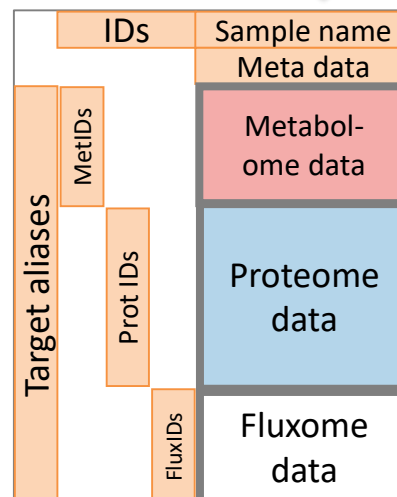 IDs
Sample name
Meta data
Target aliases
MetIDs
Metabol-
ome data
Prot IDs
Proteome
data
FluxIDs
Fluxome
data